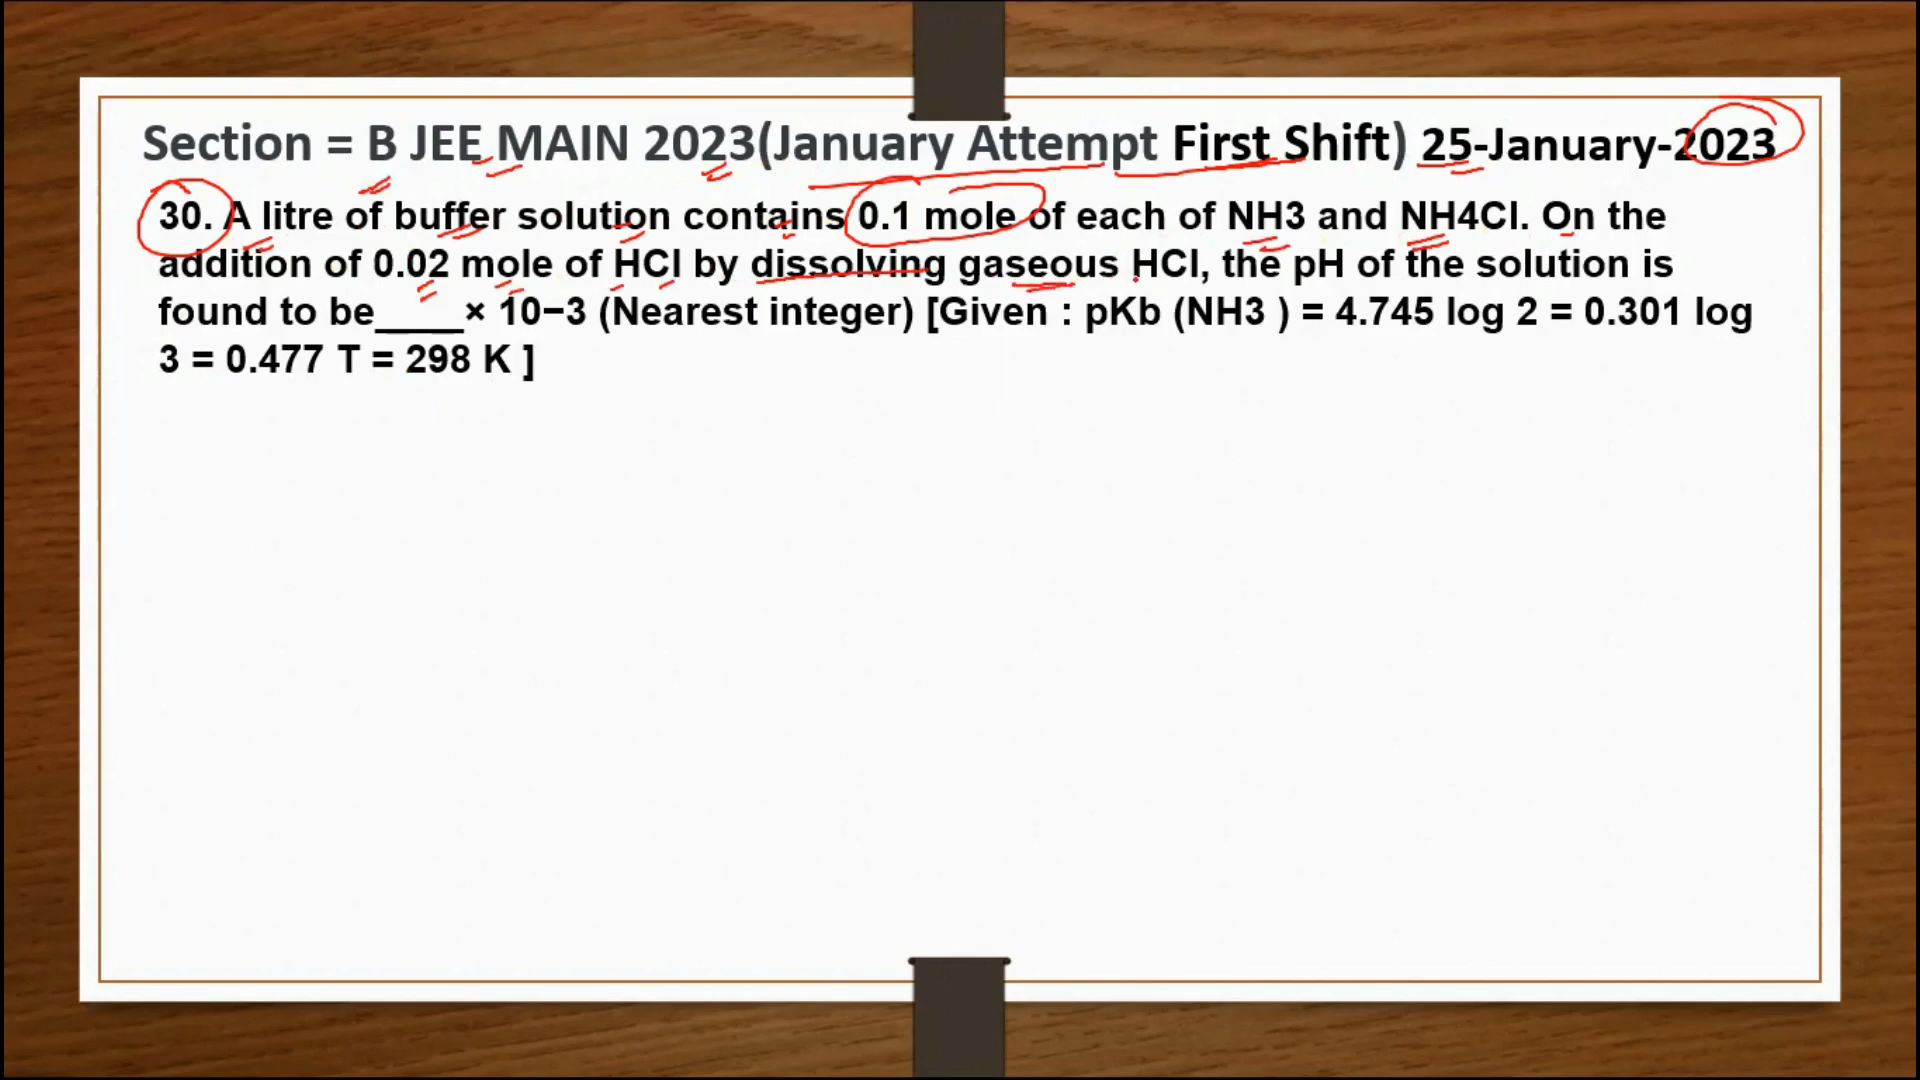 Section = B JEE MAIN 2023(January Attempt First Shift) 25-January-2023
30. A litre of buffer solution contains 0.1 mole of each of NH3 and NH4Cl. On the
addition of 0.02 mole of HCl by dissolving gaseous HCl, the pH of the solution is
found to be____× 10−3 (Nearest integer) [Given : pKb (NH3 ) = 4.745 log 2 = 0.301 log
3 = 0.477 T = 298 K ]